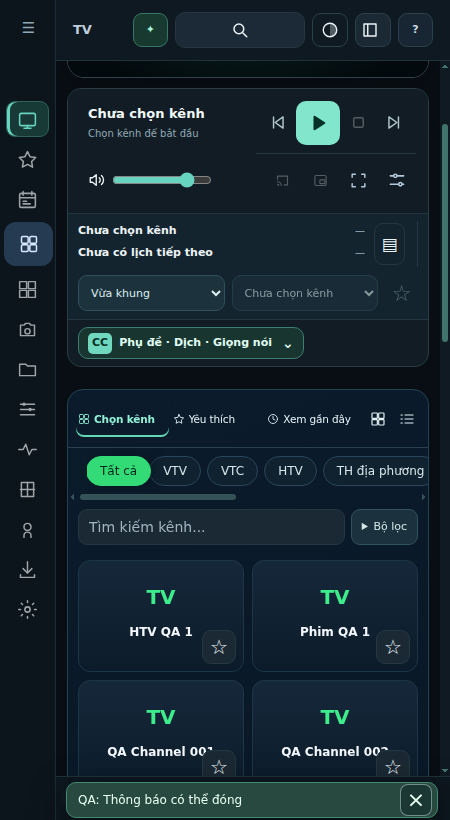 TV
?
Chưa chọn kênh
Chọn kênh để bắt đầu
Chưa chọn kênh —
Chưa có lịch tiếp theo —
Vừa khung Chưa chọn kênh
CC Phụ đề · Dịch · Giọng nói
Chọn kênh Yêu thích Xem gần đây
Tất cả VTV VTC HTV TH địa phương
Tìm kiếm kênh... Bộ lọc
TV TV
HTV QA 1 Phim QA 1
TV TV
QA Channel 001 QA Channel 002
QA: Thông báo có thể đóng